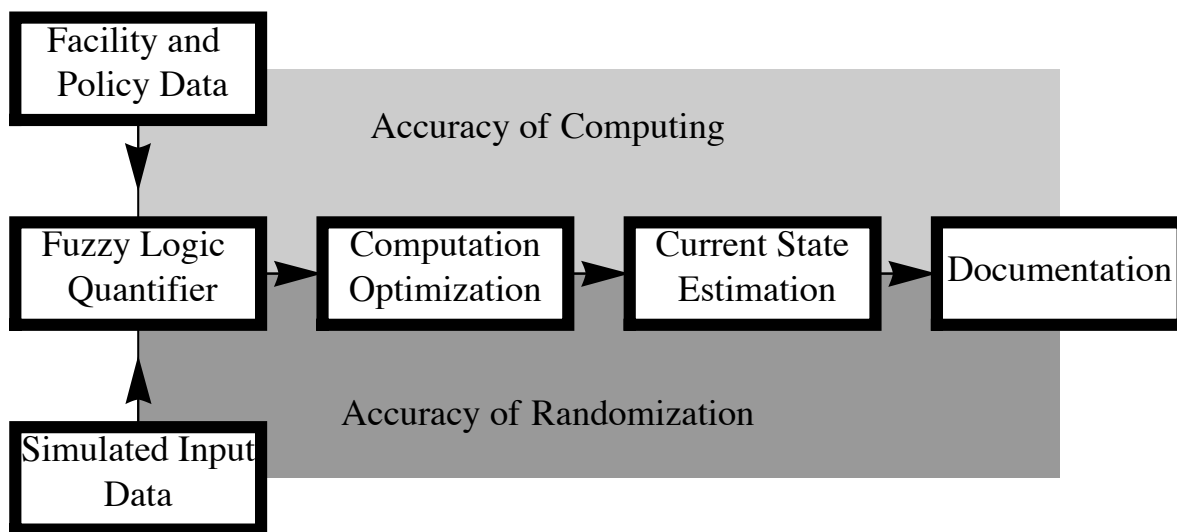 Facility and
Policy Data
Accuracy of Computing
Fuzzy Logic
Quantifier
Computation
Optimization
Current State
Estimation
Documentation
Accuracy of Randomization
Simulated Input
Data